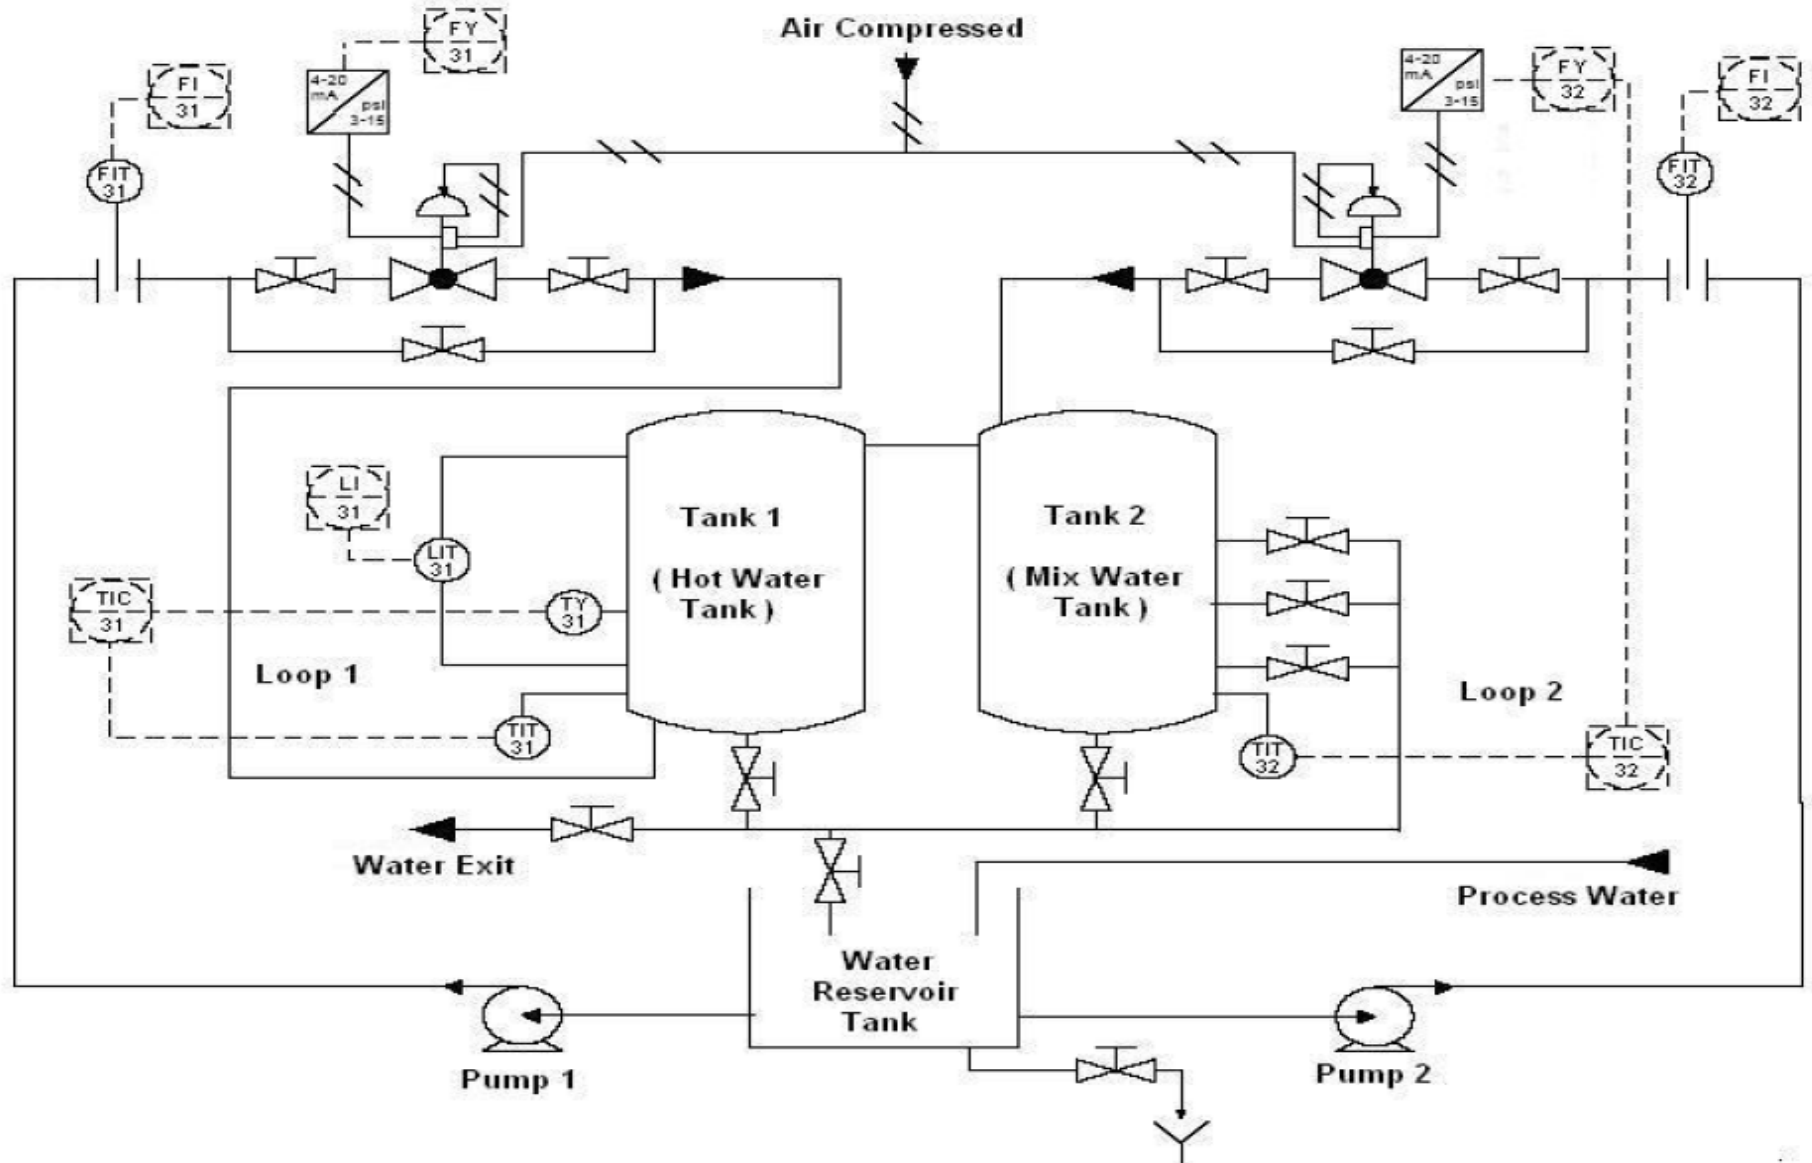 Air Compressed
FY
31
4-20
mA
psi
3-15
FI
31
FIT
31
4-20
mA
psi
3-15
FY
32
FI
32
FIT
32
LI
31
LIT
31
TIC
31
TY
31
TIT
31
Loop 1
Tank 1
( Hot Water
Tank )
Tank 2
( Mix Water
Tank )
Loop 2
TIT
32
TIC
32
Water Exit
Process Water
Water
Reservoir
Tank
Pump 1
Pump 2